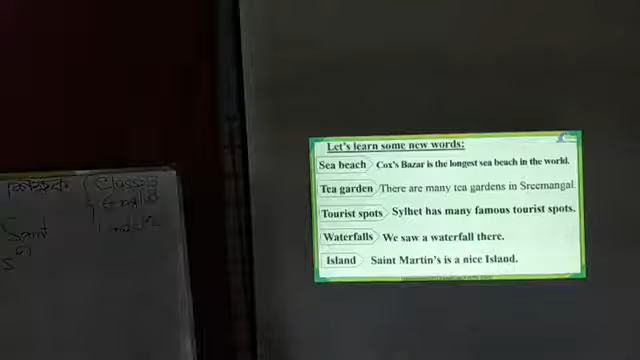 Let's learn some new words:
Sea beach Cox's Bazar is the longest sea beach in the world.
Tea garden There are many tea gardens in Sreemangal.
Tourist spots Sylhet has many famous tourist spots.
Waterfalls We saw a waterfall there.
Island Saint Martin's is a nice Island.
Saint